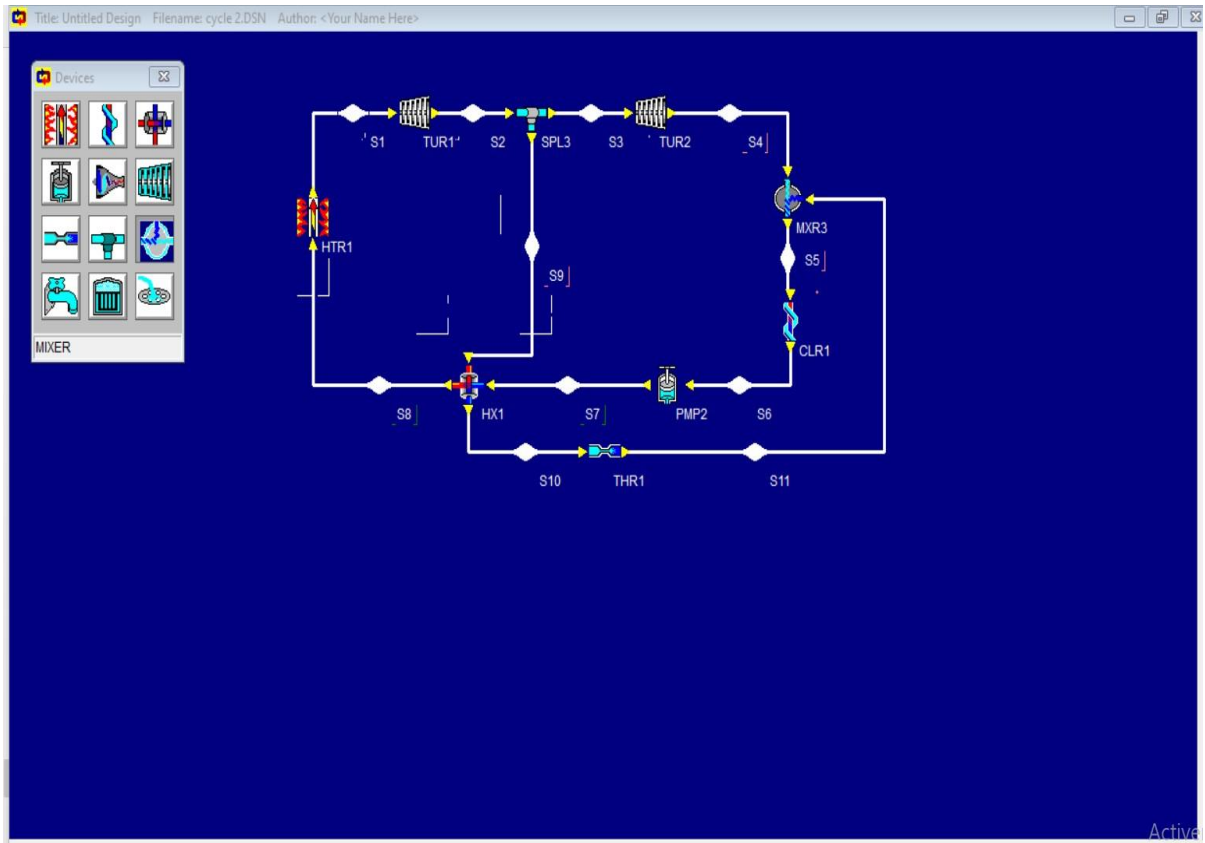 Title: Untitled Design Filename: cycle 2.DSN Author: <Your Name Here>
Devices
MIXER
S1
TUR1
S2
SPL3
S3
TUR2
S4
HTR1
MXR3
S5
S9
CLR1
S8
HX1
S7
PMP2
S6
S10
THR1
S11
Active